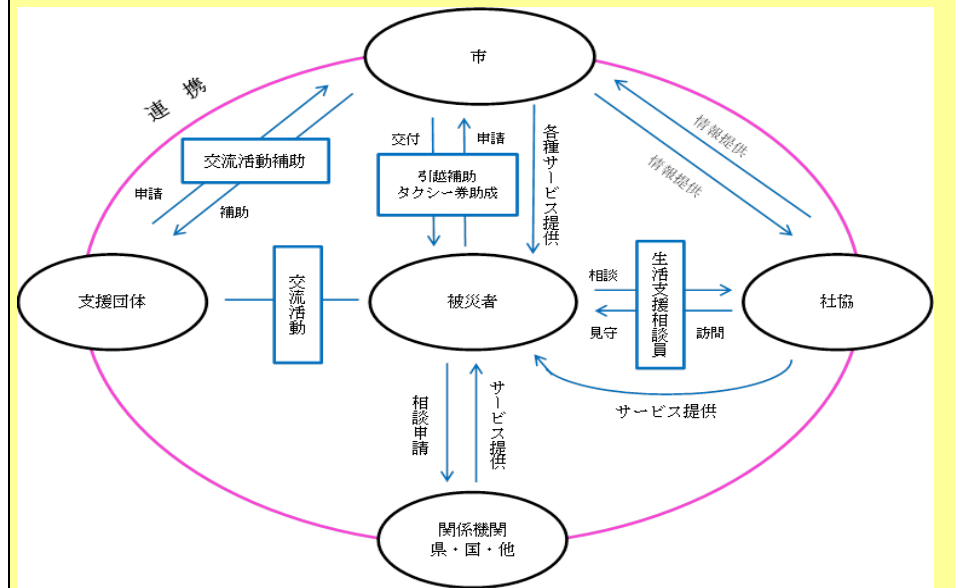 市
連携
交流活動補助
申請
補助
交付
申請
引越補助
タクシー券助成
各種サービス提供
情報提供
情報提供
支援団体
交流活動
被災者
相談
生活支援相談員
見守
訪問
社協
サービス提供
相談申請
サービス提供
関係機関
県・国・他